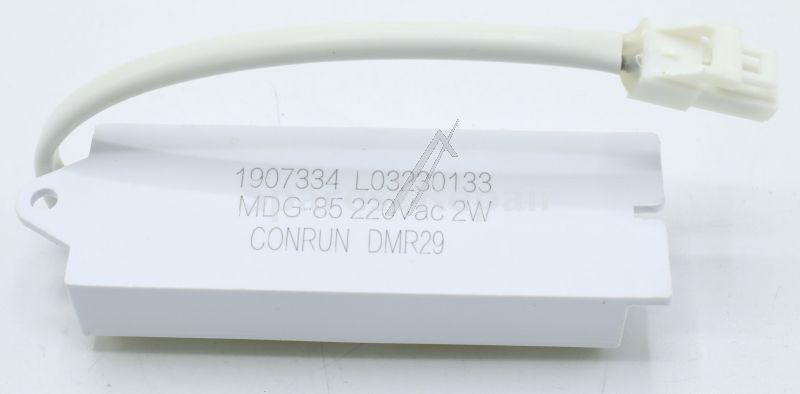 1907334 L03230133
MDG-85 220Vac 2W
CONRUN DMR29